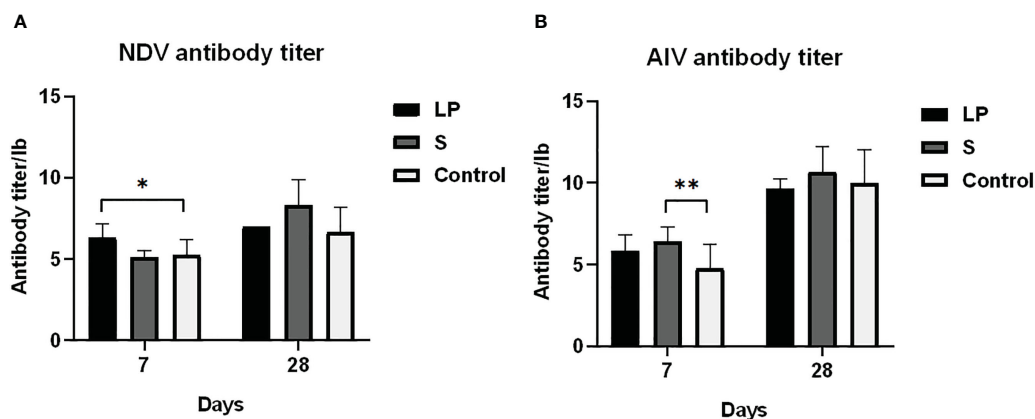 A
NDV antibody titer
Antibody titer/lb
15
10
5
0
*
7
28
Days
LP
S
Control
B
AIV antibody titer
Antibody titer/lb
15
10
5
0
**
7
28
Days
LP
S
Control